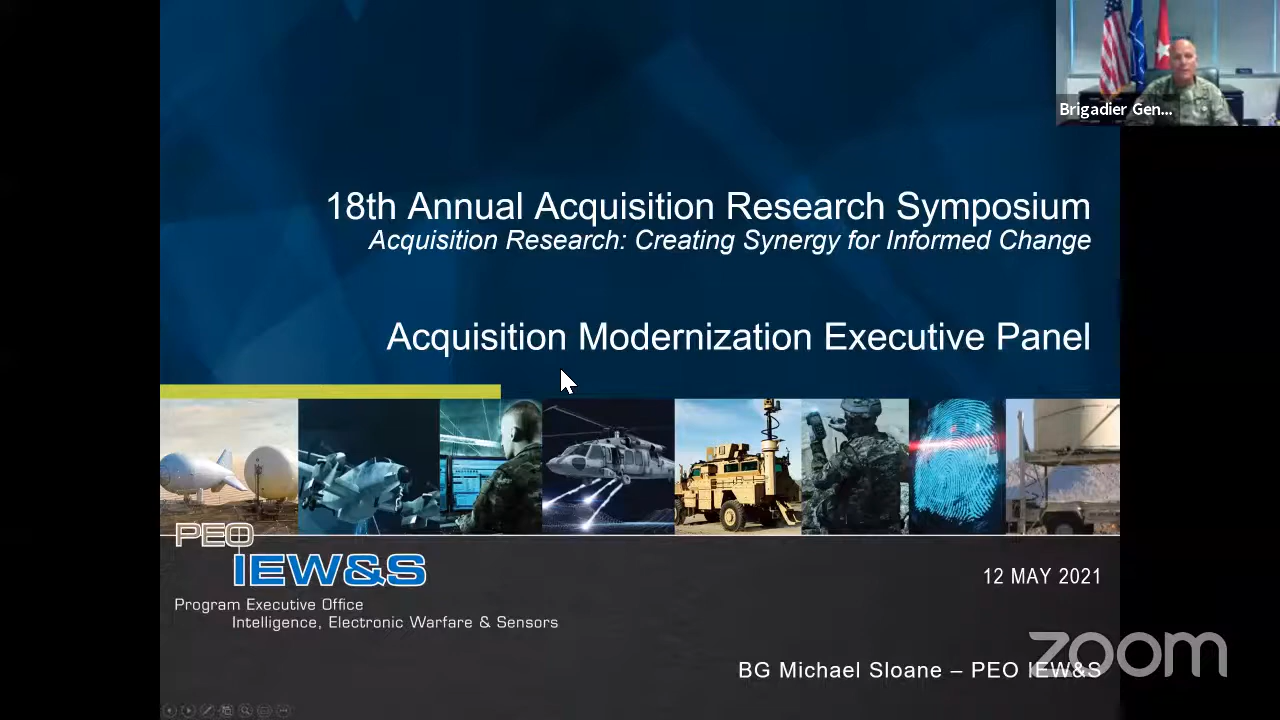 Brigadier Gen...
18th Annual Acquisition Research Symposium
Acquisition Research: Creating Synergy for Informed Change
Acquisition Modernization Executive Panel
PEO
IEW&S
Program Executive Office
Intelligence, Electronic Warfare & Sensors
12 MAY 2021
BG Michael Sloane – PEO IEW&S
zoom